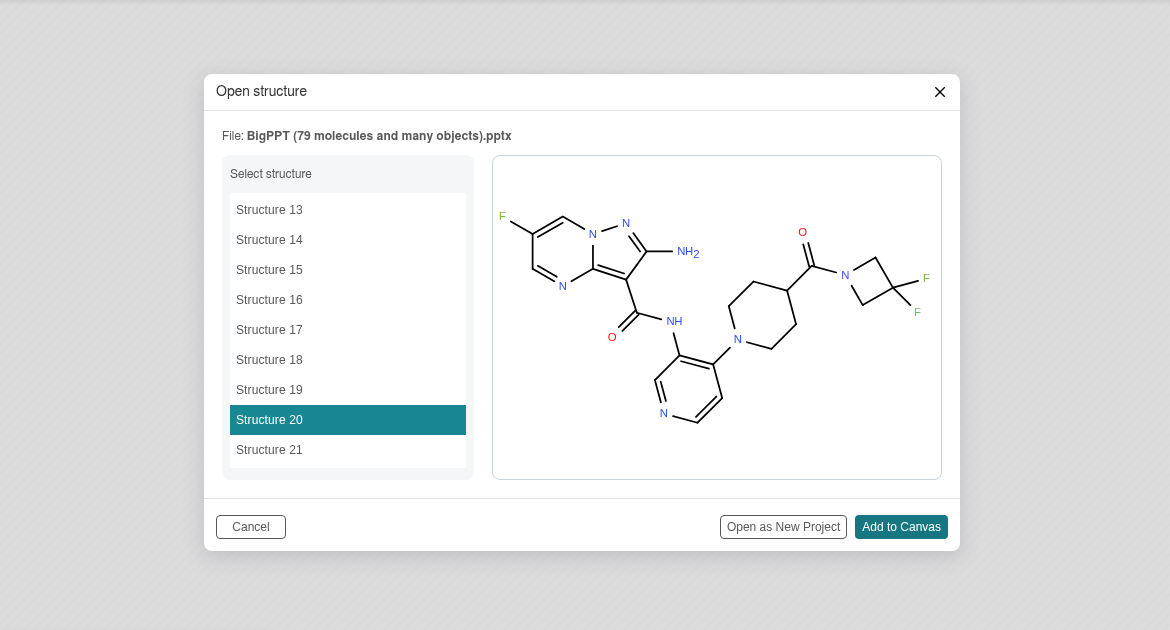 Open structure
File: BigPPT (79 molecules and many objects).pptx
Select structure
Structure 13
Structure 14
Structure 15
Structure 16
Structure 17
Structure 18
Structure 19
Structure 20
Structure 21
F
N
N
NH2
N
O
NH
N
N
O
N
F
F
Cancel
Open as New Project
Add to Canvas